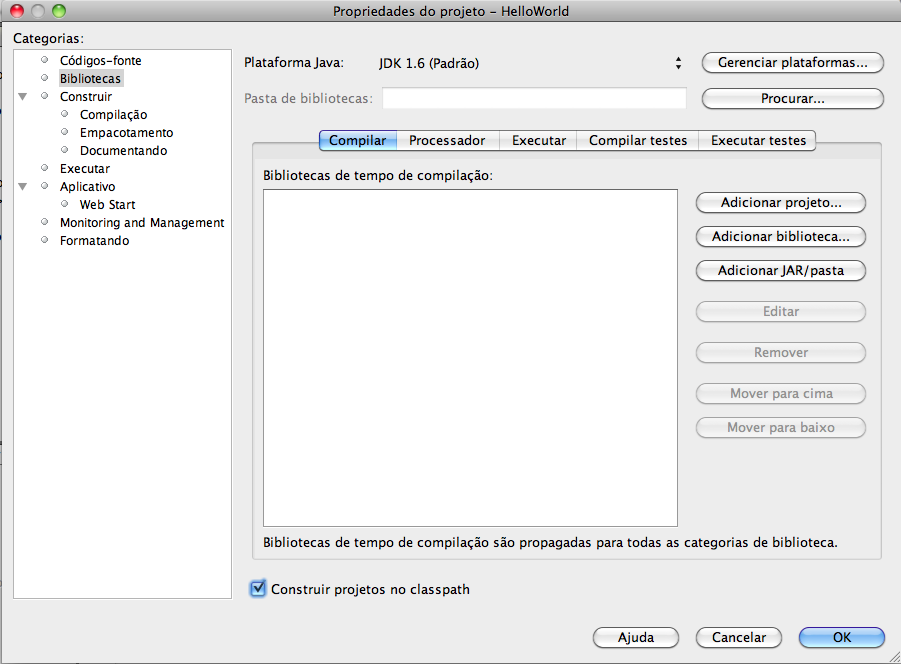 Propriedades do projeto – HelloWorld
Categorias:
Códigos-fonte
Bibliotecas
Construir
Compilação
Empacotamento
Documentando
Executar
Aplicativo
Web Start
Monitoring and Management
Formatando
Plataforma Java: JDK 1.6 (Padrão) Gerenciar plataformas...
Pasta de bibliotecas: Procurar...
Compilar Processador Executar Compilar testes Executar testes
Bibliotecas de tempo de compilação:
Adicionar projeto...
Adicionar biblioteca...
Adicionar JAR/pasta
Editar
Remover
Mover para cima
Mover para baixo
Bibliotecas de tempo de compilação são propagadas para todas as categorias de biblioteca.
Construir projetos no classpath
Ajuda Cancelar OK